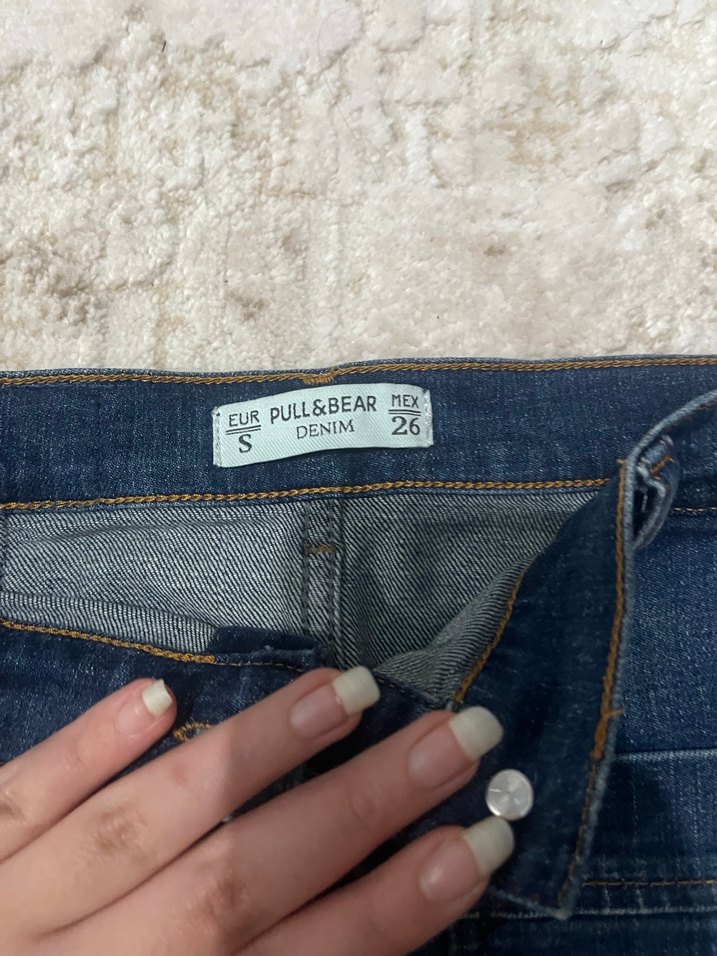 EUR
S
PULL&BEAR
DENIM
MEX
26